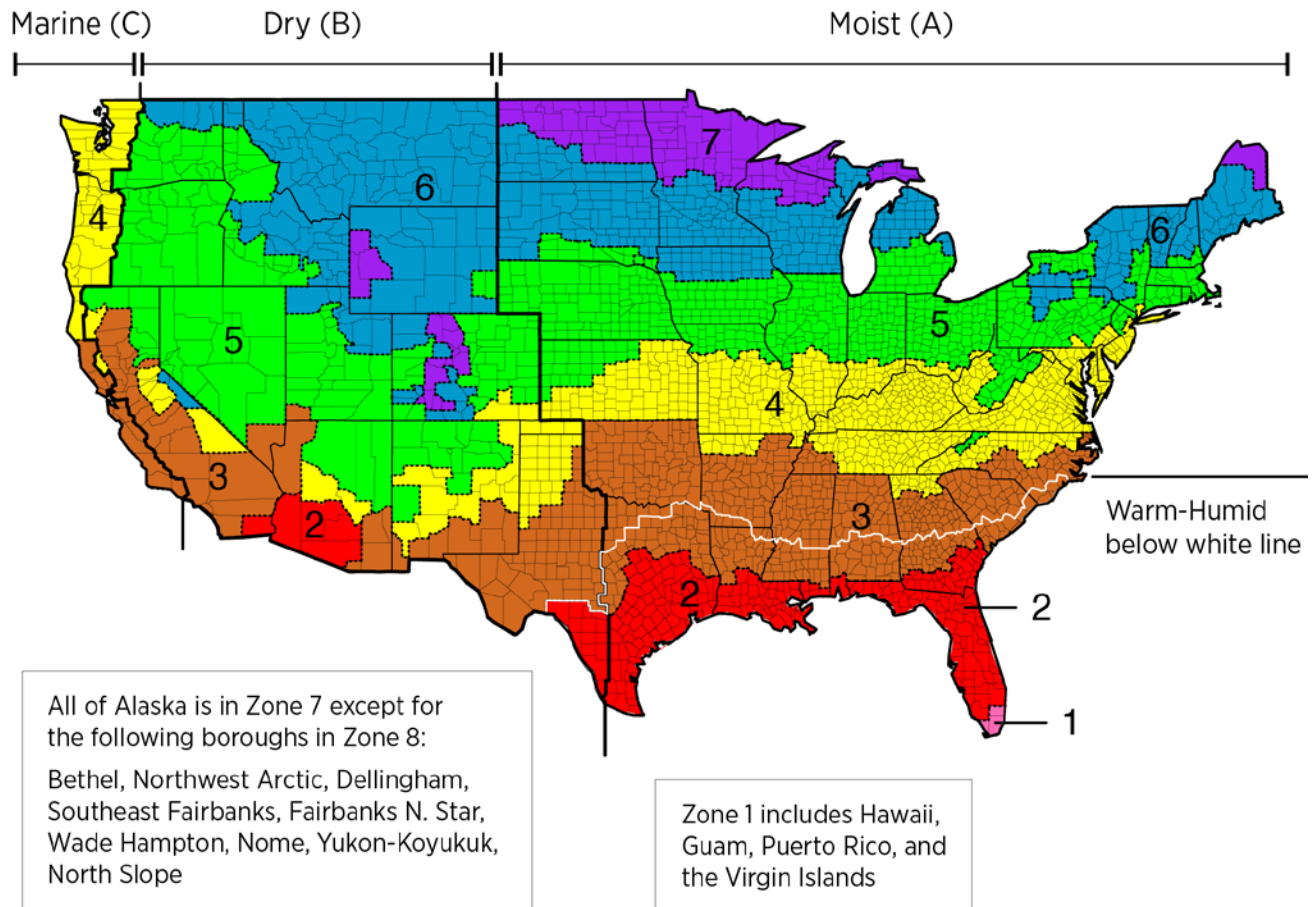 Marine (C)
Dry (B)
Moist (A)
7
6
6
4
5
5
4
3
3
2
2
2
1
Warm-Humid
below white line
All of Alaska is in Zone 7 except for
the following boroughs in Zone 8:
Bethel, Northwest Arctic, Dellingham,
Southeast Fairbanks, Fairbanks N. Star,
Wade Hampton, Nome, Yukon-Koyukuk,
North Slope
Zone 1 includes Hawaii,
Guam, Puerto Rico, and
the Virgin Islands